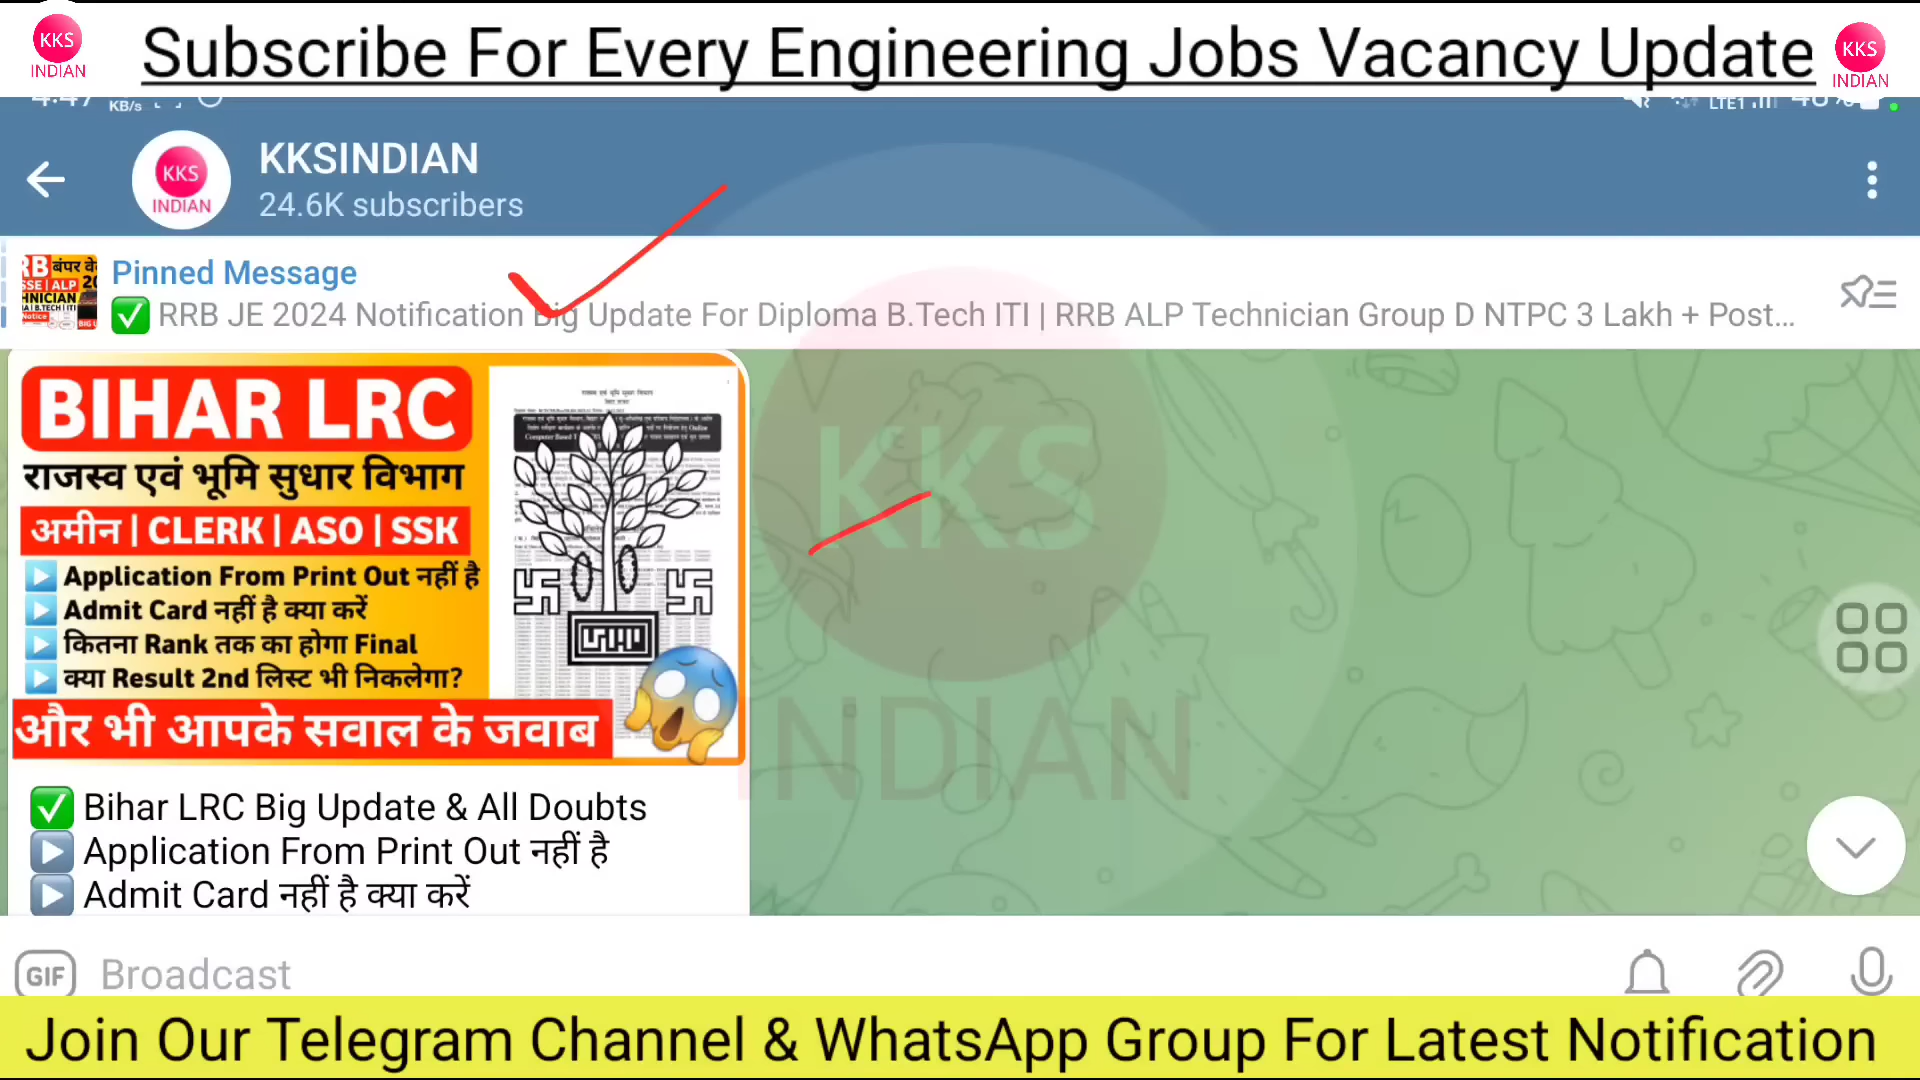 KKS
INDIAN
Subscribe For Every Engineering Jobs Vacancy Update
KKS
INDIAN
KB/s
LTE1
KKS
INDIAN
KKSINDIAN
24.6K subscribers
Pinned Message
✅ RRB JE 2024 Notification Big Update For Diploma B.Tech ITI | RRB ALP Technician Group D NTPC 3 Lakh + Post...
BIHAR LRC
राजस्व एवं भूमि सुधार विभाग
अमीन | CLERK | ASO | SSK
Application From Print Out नहीं है
Admit Card नहीं है क्या करें
कितना Rank तक का होगा Final
क्या Result 2nd लिस्ट भी निकलेगा?
और भी आपके सवाल के जवाब
KKS
INDIAN
✅ Bihar LRC Big Update & All Doubts
▶ Application From Print Out नहीं है
▶ Admit Card नहीं है क्या करें
GIF Broadcast
Join Our Telegram Channel & WhatsApp Group For Latest Notification